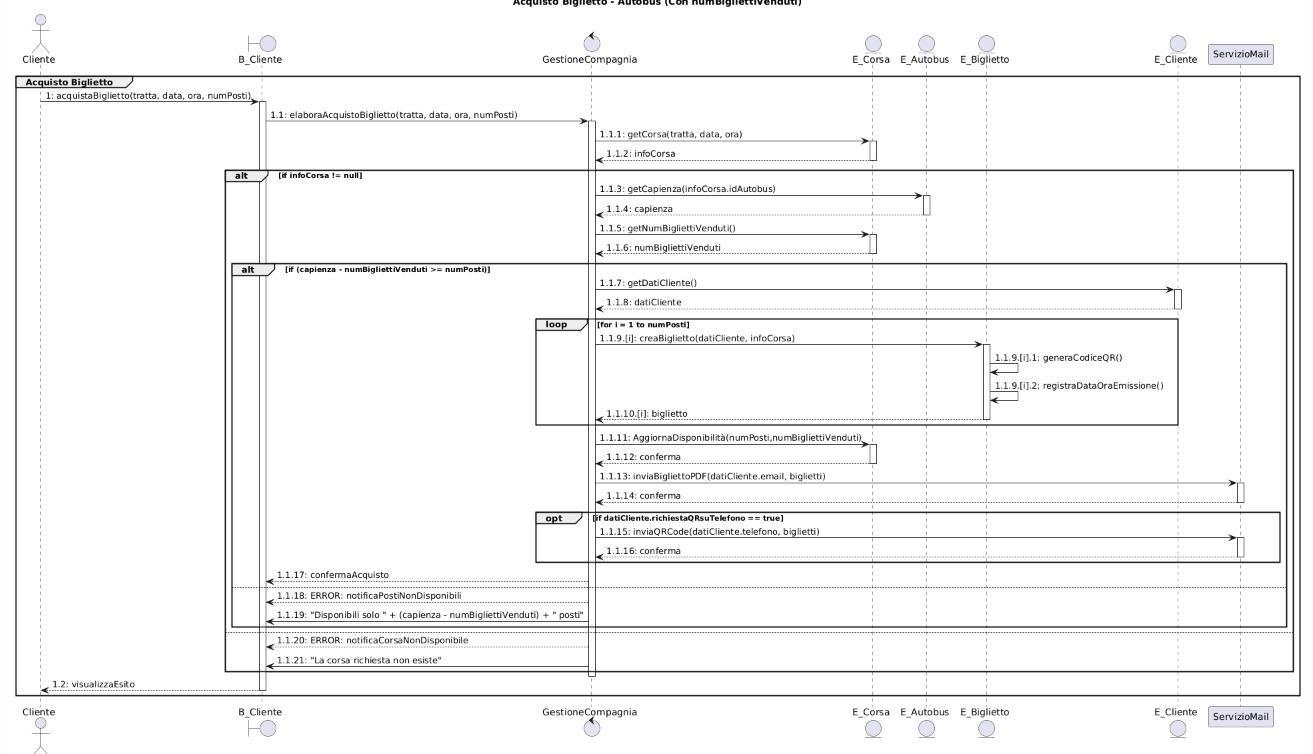 Acquisto Biglietto - Autobus (Con numBigliettiVenduti)
Cliente B_Cliente GestioneCompagnia E_Corsa E_Autobus E_Biglietto E_Cliente ServizioMail
Acquisto Biglietto
1: acquistaBiglietto(tratta, data, ora, numPosti)
1.1: elaboraAcquistoBiglietto(tratta, data, ora, numPosti)
1.1.1: getCorsa(tratta, data, ora)
1.1.2: infoCorsa
alt [if infoCorsa != null]
1.1.3: getCapienza(infoCorsa.idAutobus)
1.1.4: capienza
1.1.5: getNumBigliettiVenduti()
1.1.6: numBigliettiVenduti
alt [if (capienza - numBigliettiVenduti >= numPosti)]
1.1.7: getDatiCliente()
1.1.8: datiCliente
loop [for i = 1 to numPosti]
1.1.9.[i]: creaBiglietto(datiCliente, infoCorsa)
1.1.9.[i].1: generaCodiceQR()
1.1.9.[i].2: registraDataOraEmissione()
1.1.10.[i]: biglietto
1.1.11: AggiornaDisponibilità(numPosti,numBigliettiVenduti)
1.1.12: conferma
1.1.13: inviaBigliettoPDF(datiCliente.email, biglietti)
1.1.14: conferma
opt [if datiCliente.richiestaQRsuTelefono == true]
1.1.15: inviaQRCode(datiCliente.telefono, biglietti)
1.1.16: conferma
1.1.17: confermaAcquisto
1.1.18: ERROR: notificaPostiNonDisponibili
1.1.19: "Disponibili solo " + (capienza - numBigliettiVenduti) + " posti"
1.1.20: ERROR: notificaCorsaNonDisponibile
1.1.21: "La corsa richiesta non esiste"
1.2: visualizzaEsito
Cliente B_Cliente GestioneCompagnia E_Corsa E_Autobus E_Biglietto E_Cliente ServizioMail